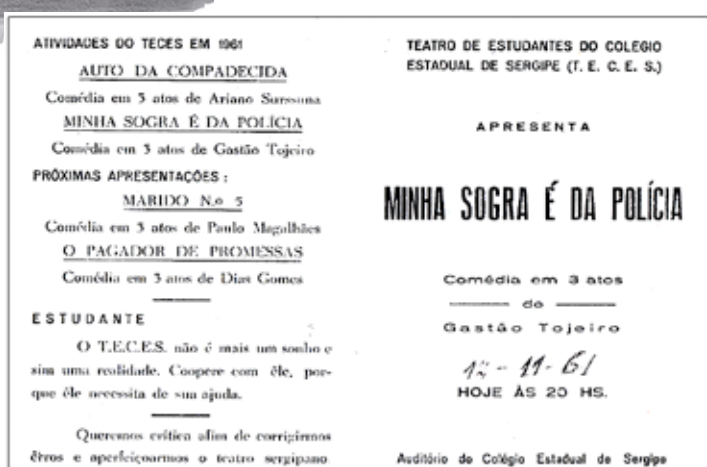 ATIVIDADES DO TECES EM 1961
AUTO DA COMPADECIDA
Comédia em 3 atos de Ariano Suassuna
MINHA SOGRA É DA POLÍCIA
Comédia em 3 atos de Gastão Tojeiro
PRÓXIMAS APRESENTAÇÕES :
MARIDO N.o 5
Comédia em 3 atos de Paulo Magalhães
O PAGADOR DE PROMESSAS
Comédia em 3 atos de Dias Gomes
ESTUDANTE
O T.E.C.E.S. não é mais um sonho e
sim uma realidade. Coopere com êle, por-
que êle necessita de sua ajuda.
Queremos crítica afim de corrigirmos
êrros e aperfeiçoarmos o teatro sergipano
TEATRO DE ESTUDANTES DO COLEGIO
ESTADUAL DE SERGIPE (T. E. C. E. S.)
APRESENTA
MINHA SOGRA É DA POLÍCIA
Comédia em 3 atos
de
Gastão Tojeiro
11-61
HOJE ÀS 20 HS.
Auditório do Colégio Estadual de Sergipe